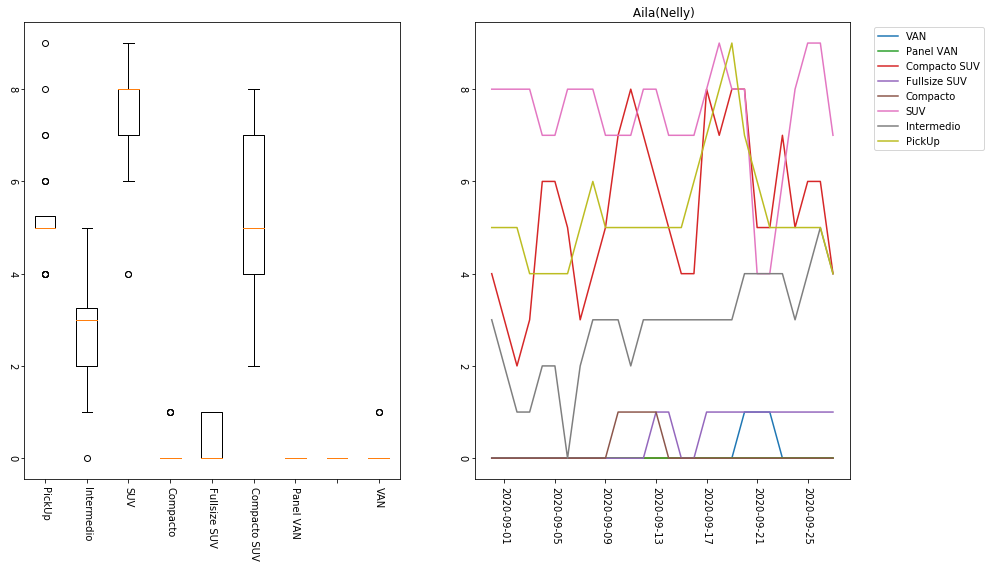 8
6
4
2
0
PickUp
Intermedio
SUV
Compacto
Fullsize SUV
Compacto SUV
Panel VAN
VAN
Aila(Nelly)
8
6
4
2
0
2020-09-01
2020-09-05
2020-09-09
2020-09-13
2020-09-17
2020-09-21
2020-09-25
VAN
Panel VAN
Compacto SUV
Fullsize SUV
Compacto
SUV
Intermedio
PickUp